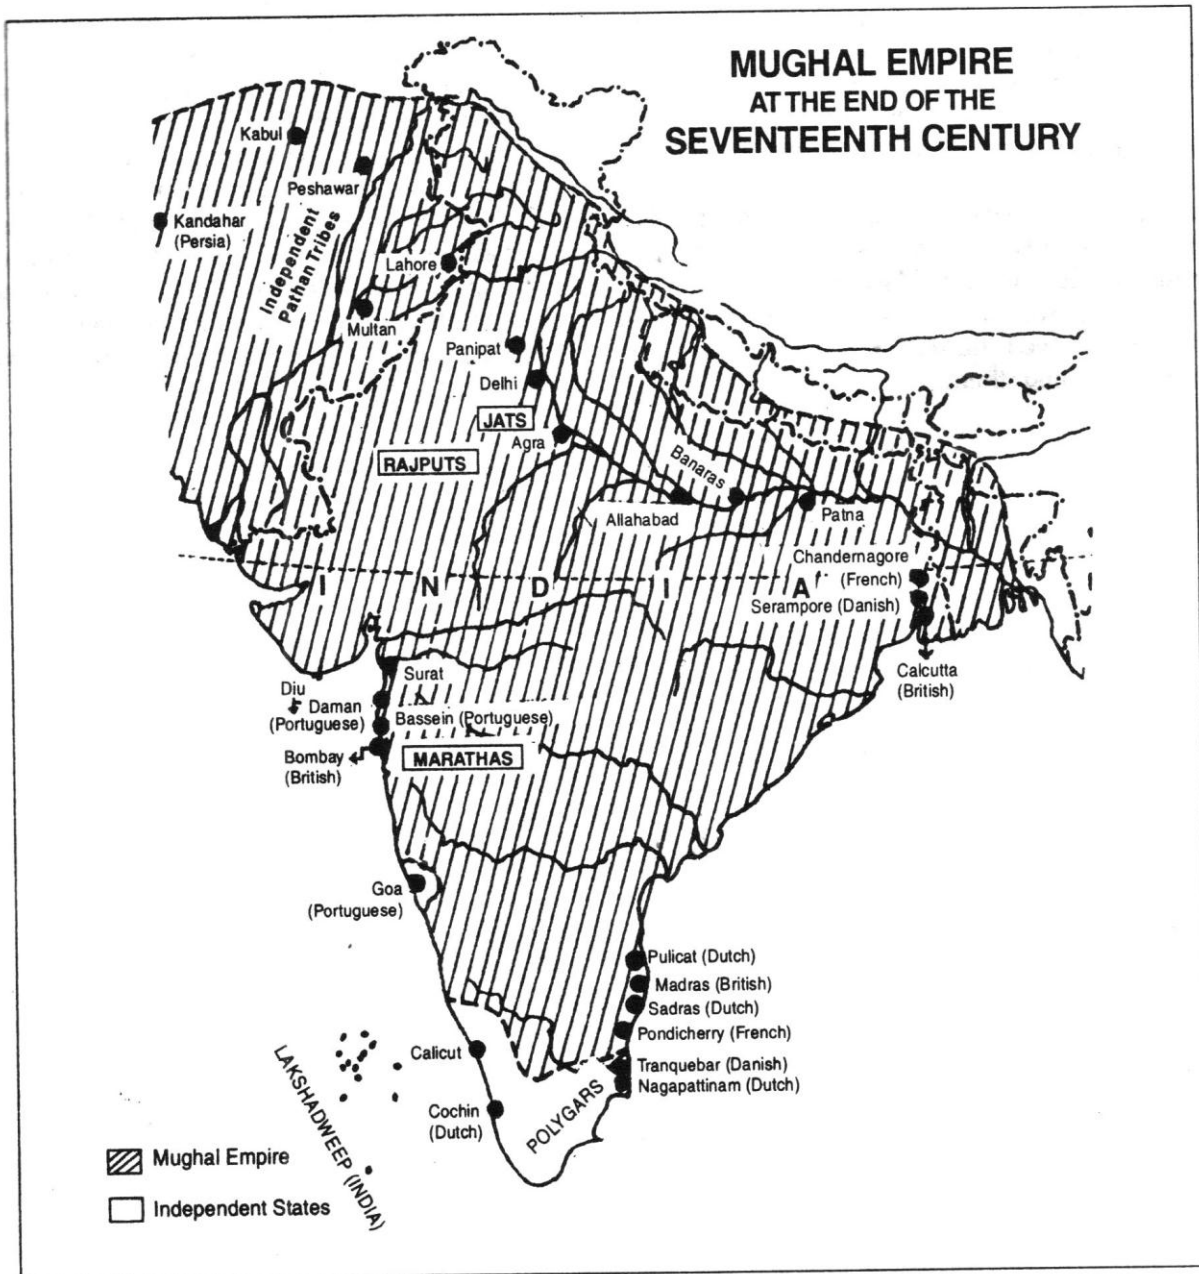 MUGHAL EMPIRE
AT THE END OF THE
SEVENTEENTH CENTURY
Kabul
Peshawar
Kandahar
(Persia)
Independent
Pathan Tribes
Lahore
Multan
Panipat
Delhi
JATS
Agra
RAJPUTS
Banaras
Allahabad
Patna
Chandernagore
(French)
I N D I A
Serampore (Danish)
Calcutta
(British)
Surat
Diu
Daman
(Portuguese)
Bassein (Portuguese)
Bombay
(British)
MARATHAS
Goa
(Portuguese)
Pulicat (Dutch)
Madras (British)
Sadras (Dutch)
Pondicherry (French)
Calicut
Tranquebar (Danish)
Nagapattinam (Dutch)
Cochin
(Dutch)
POLYGARS
LAKSHADWEEP (INDIA)
Mughal Empire
Independent States